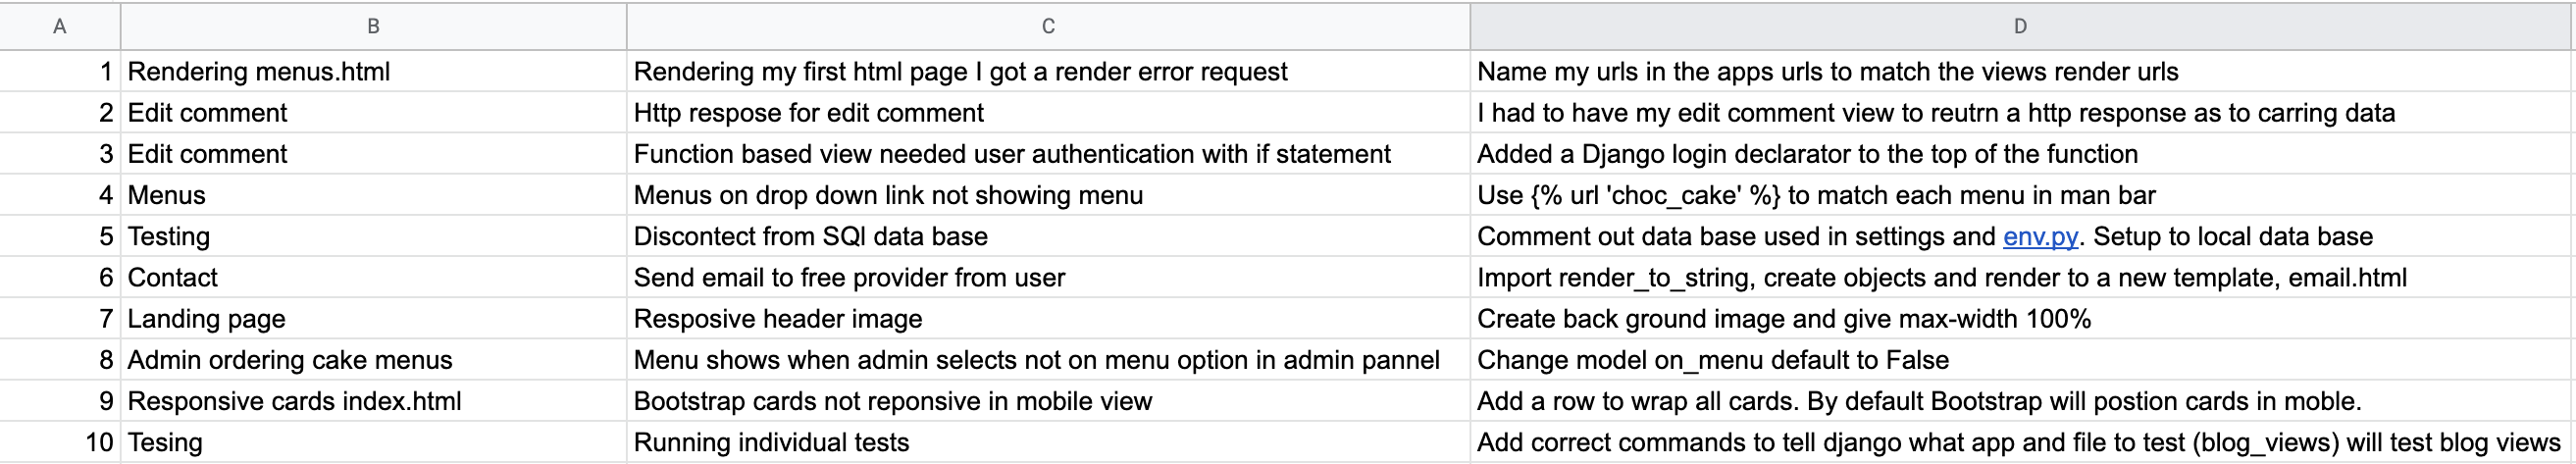 A B C D
1 Rendering menus.html Rendering my first html page I got a render error request Name my urls in the apps urls to match the views render urls
2 Edit comment Http respose for edit comment I had to have my edit comment view to reutrn a http response as to carring data
3 Edit comment Function based view needed user authentication with if statement Added a Django login declarator to the top of the function
4 Menus Menus on drop down link not showing menu Use {% url 'choc_cake' %} to match each menu in man bar
5 Testing Discontect from SQl data base Comment out data base used in settings and env.py. Setup to local data base
6 Contact Send email to free provider from user Import render_to_string, create objects and render to a new template, email.html
7 Landing page Resposive header image Create back ground image and give max-width 100%
8 Admin ordering cake menus Menu shows when admin selects not on menu option in admin pannel Change model on_menu default to False
9 Responsive cards index.html Bootstrap cards not reponsive in mobile view Add a row to wrap all cards. By default Bootstrap will postion cards in moble.
10 Tesing Running individual tests Add correct commands to tell django what app and file to test (blog_views) will test blog views